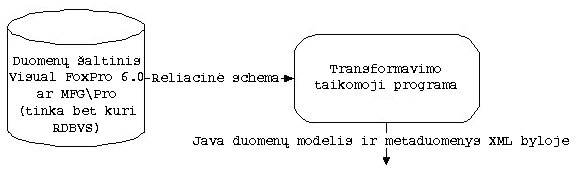 Duomenų šaltinis
Visual FoxPro 6.0
ar MFG\Pro
(tinka bet kuri
RDBVS)
Reliacinė schema
Transformavimo
taikomoji programa
Java duomenų modelis ir metaduomenys XML byloje